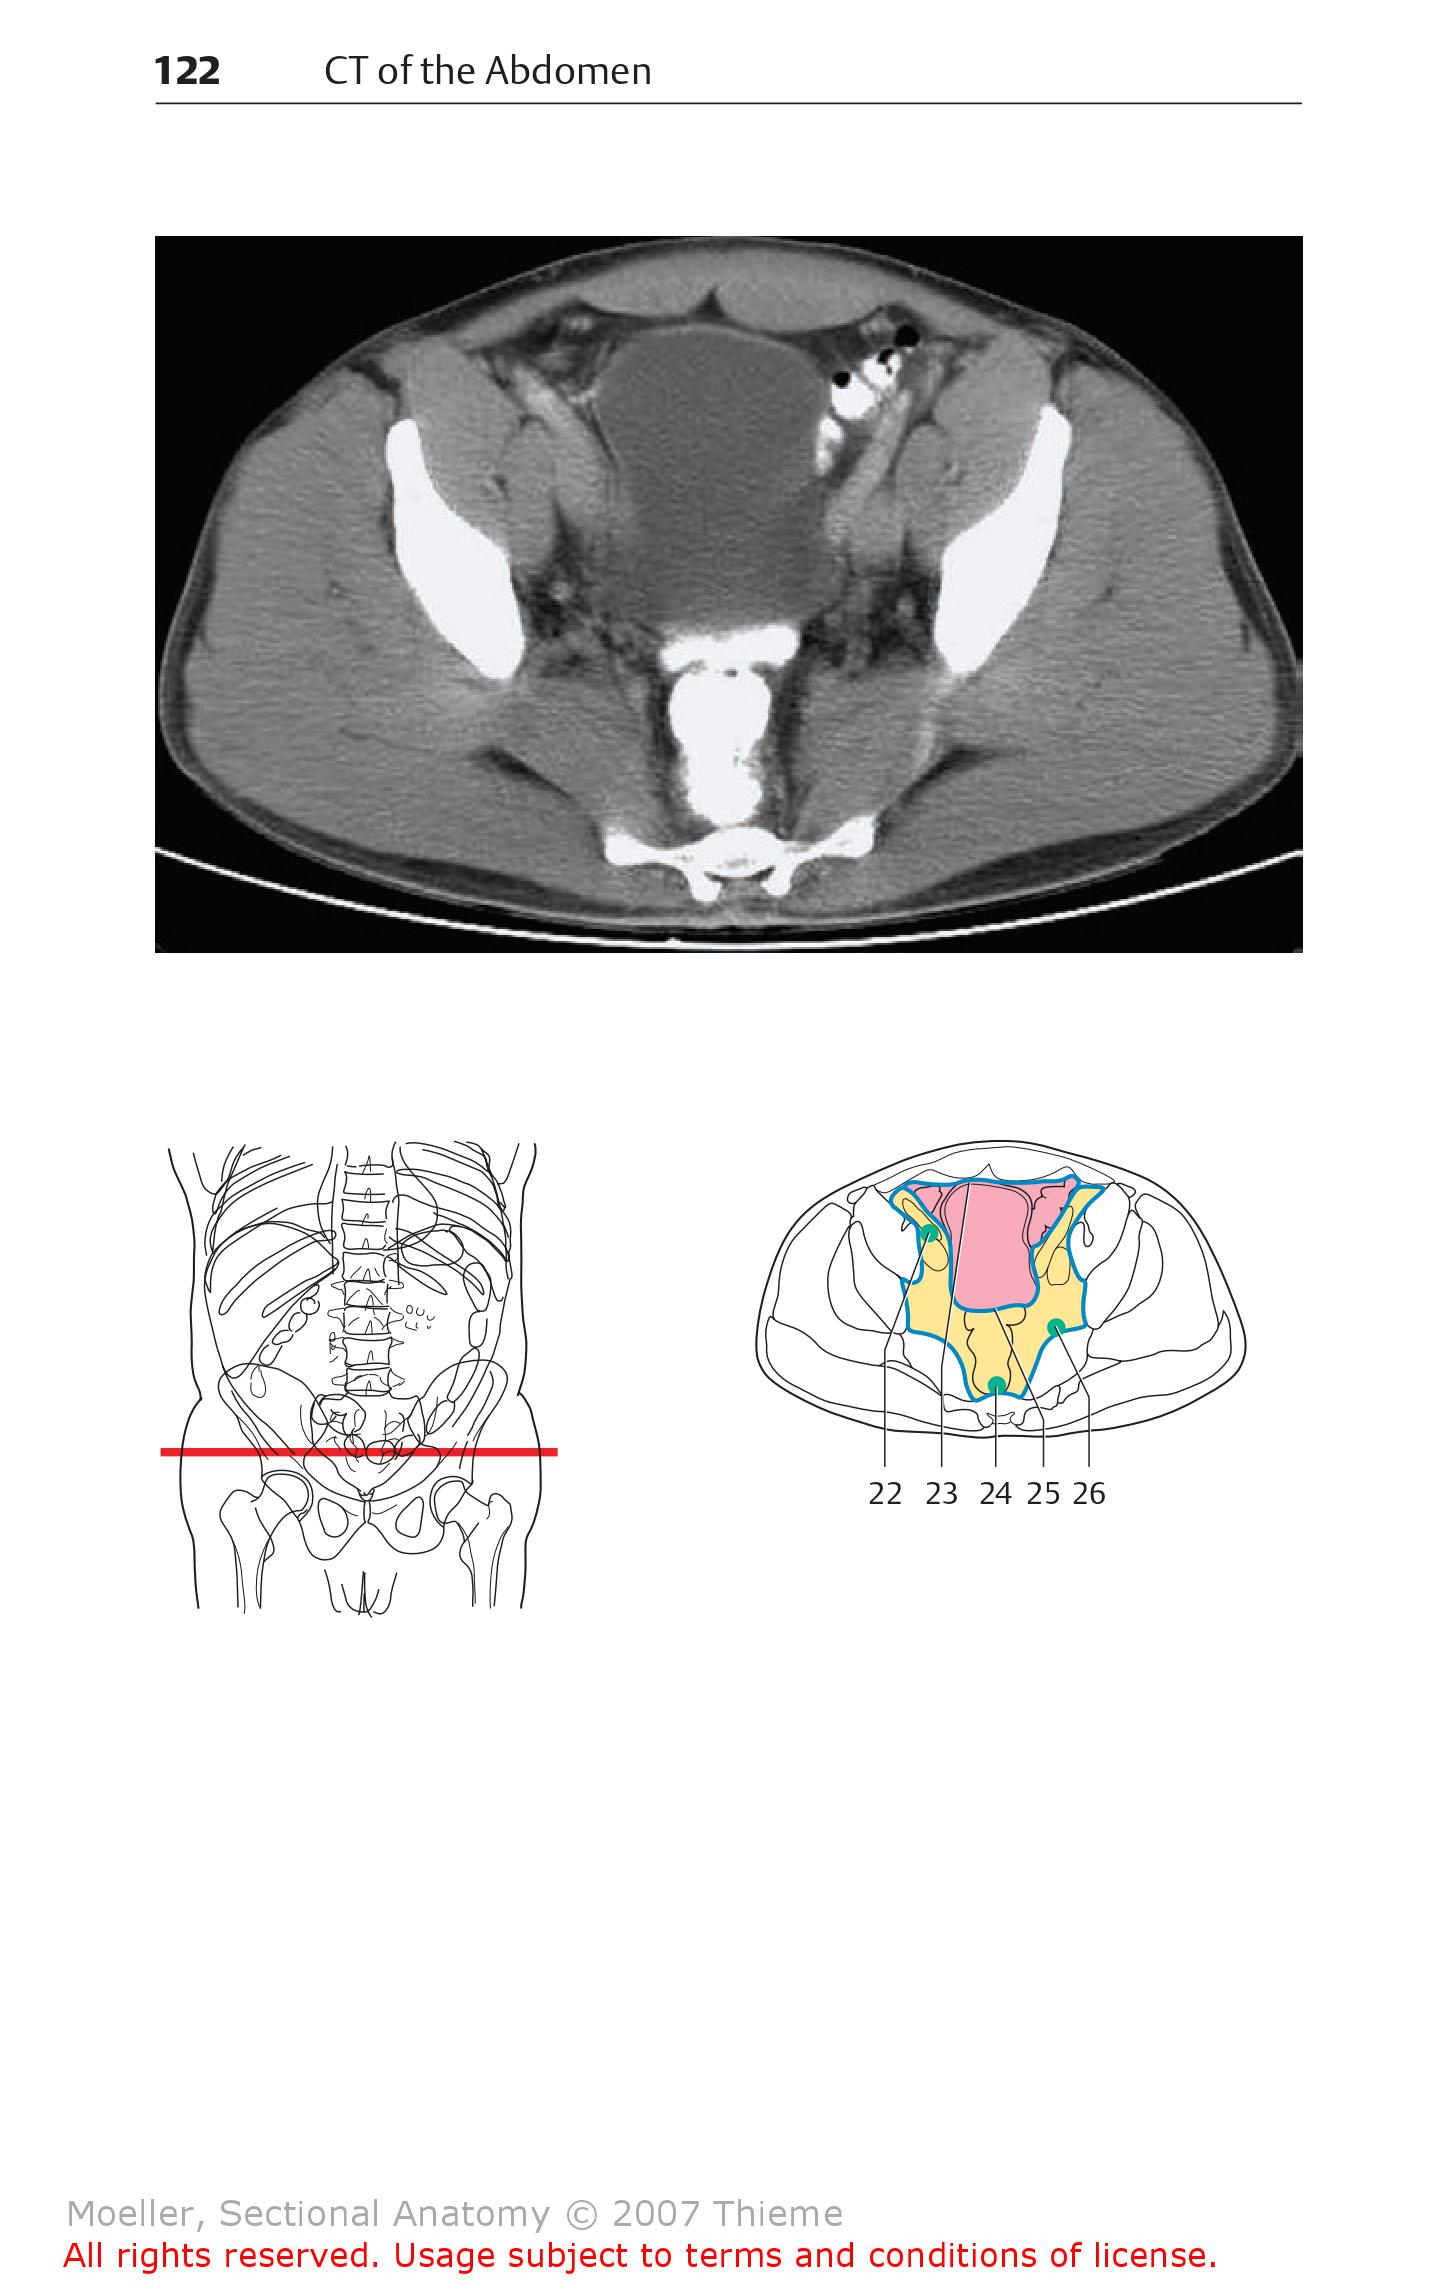 122 CT of the Abdomen
22 23 24 25 26
Moeller, Sectional Anatomy © 2007 Thieme
All rights reserved. Usage subject to terms and conditions of license.